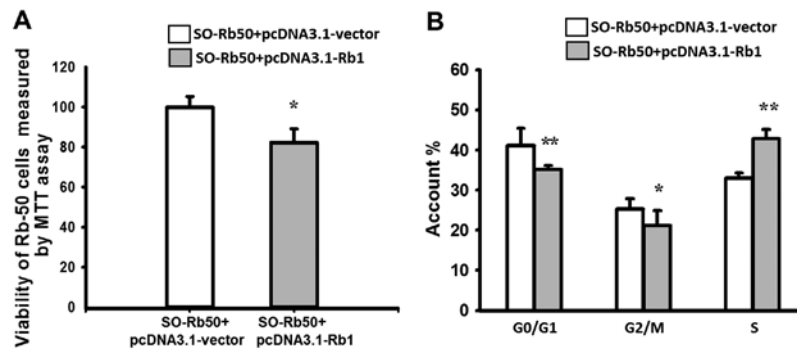 A
SO-Rb50+pcDNA3.1-vector
SO-Rb50+pcDNA3.1-Rb1
Viability of Rb-50 cells measured
by MTT assay
120
100
80
60
40
20
0
*
SO-Rb50+
pcDNA3.1-vector
SO-Rb50+
pcDNA3.1-Rb1
B
SO-Rb50+pcDNA3.1-vector
SO-Rb50+pcDNA3.1-Rb1
Account %
60
50
40
30
20
10
0
**
*
**
G0/G1
G2/M
S